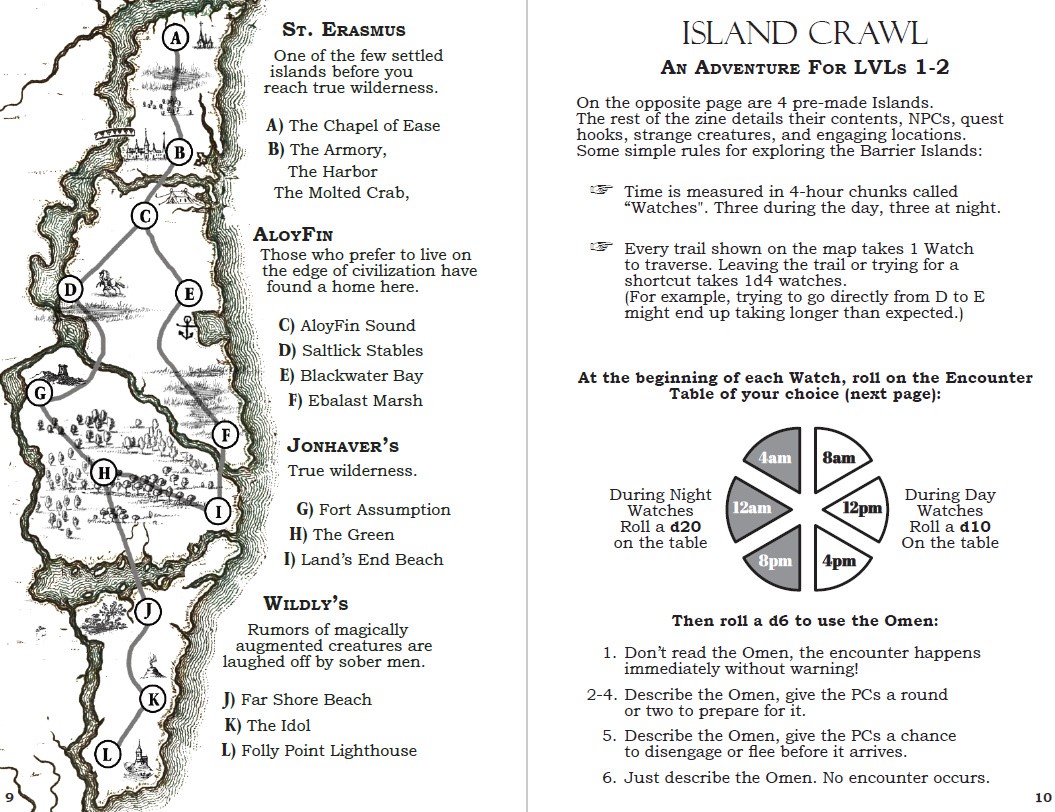 A
B
C
D
E
G
F
H
I
J
K
L
St. Erasmus
One of the few settled
islands before you
reach true wilderness.
A) The Chapel of Ease
B) The Armory,
The Harbor
The Molted Crab,
AloyFin
Those who prefer to live on
the edge of civilization have
found a home here.
C) AloyFin Sound
D) Saltlick Stables
E) Blackwater Bay
F) Ebalast Marsh
Jonhaver's
True wilderness.
G) Fort Assumption
H) The Green
I) Land's End Beach
Wildly's
Rumors of magically
augmented creatures are
laughed off by sober men.
J) Far Shore Beach
K) The Idol
L) Folly Point Lighthouse
9
ISLAND CRAWL
An Adventure For LVLs 1-2
On the opposite page are 4 pre-made Islands.
The rest of the zine details their contents, NPCs, quest
hooks, strange creatures, and engaging locations.
Some simple rules for exploring the Barrier Islands:
☞ Time is measured in 4-hour chunks called
“Watches". Three during the day, three at night.
☞ Every trail shown on the map takes 1 Watch
to traverse. Leaving the trail or trying for a
shortcut takes 1d4 watches.
(For example, trying to go directly from D to E
might end up taking longer than expected.)
At the beginning of each Watch, roll on the Encounter
Table of your choice (next page):
4am
8am
12am
12pm
8pm
4pm
During Night
Watches
Roll a d20
on the table
During Day
Watches
Roll a d10
On the table
Then roll a d6 to use the Omen:
1. Don't read the Omen, the encounter happens
immediately without warning!
2-4. Describe the Omen, give the PCs a round
or two to prepare for it.
5. Describe the Omen, give the PCs a chance
to disengage or flee before it arrives.
6. Just describe the Omen. No encounter occurs.
10